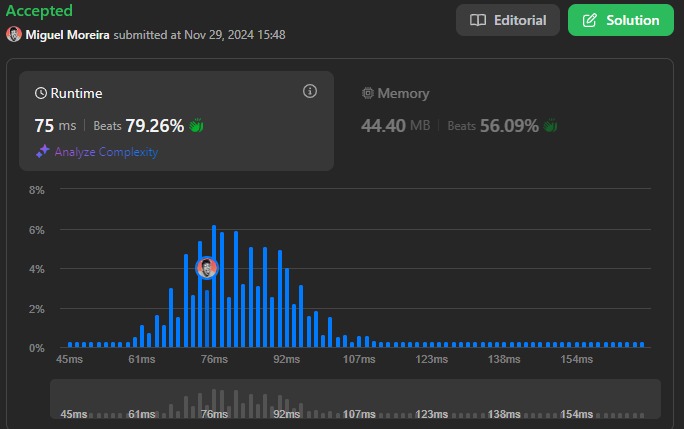 Accepted
Miguel Moreira submitted at Nov 29, 2024 15:48
Editorial
Solution
Runtime
75 ms | Beats 79.26%
Analyze Complexity
Memory
44.40 MB | Beats 56.09%
8%
6%
4%
2%
0%
45ms 61ms 76ms 92ms 107ms 123ms 138ms 154ms
45ms 61ms 76ms 92ms 107ms 123ms 138ms 154ms